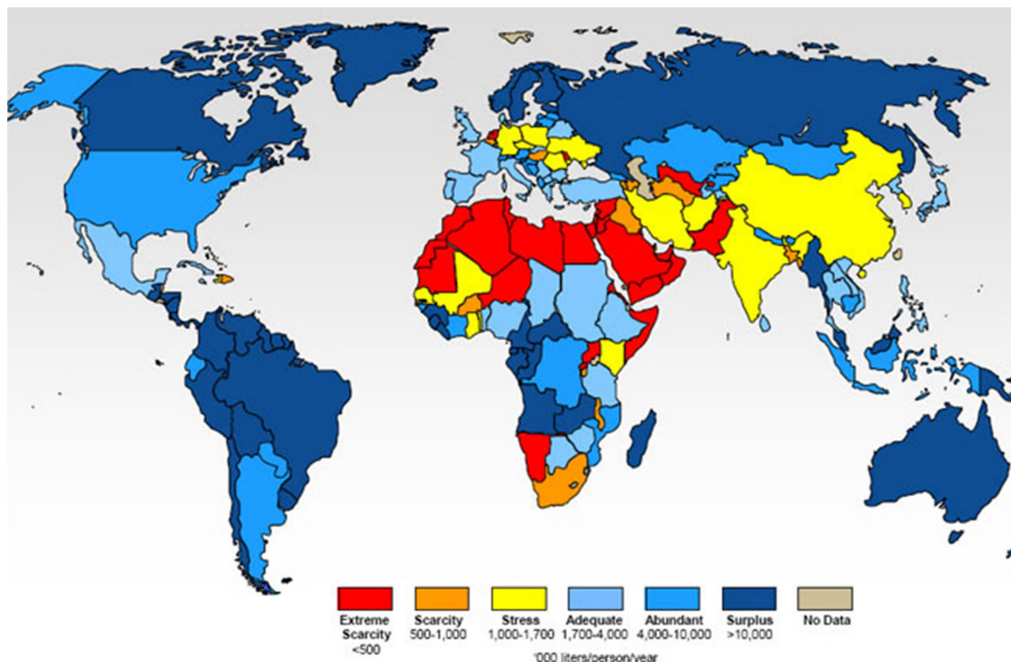 Extreme Scarcity <500
Scarcity 500-1,000
Stress 1,000-1,700
Adequate 1,700-4,000
Abundant 4,000-10,000
Surplus >10,000
No Data
'000 liters/person/year